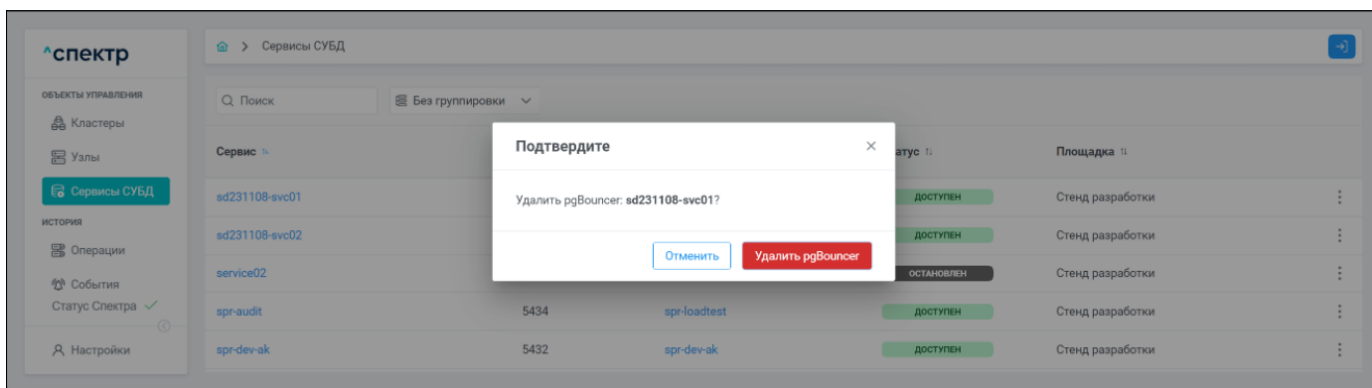 ^спектр
ОБЪЕКТЫ УПРАВЛЕНИЯ
Кластеры
Узлы
Сервисы СУБД
ИСТОРИЯ
Операции
События
Статус Спектра
Настройки
Сервисы СУБД
Поиск
Без группировки
Сервис
атус
Площадка
sd231108-svc01
ДОСТУПЕН
Стенд разработки
sd231108-svc02
ДОСТУПЕН
Стенд разработки
service02
ОСТАНОВЛЕН
Стенд разработки
spr-audit
5434
spr-loadtest
ДОСТУПЕН
Стенд разработки
spr-dev-ak
5432
spr-dev-ak
ДОСТУПЕН
Стенд разработки
Подтвердите
Удалить pgBouncer: sd231108-svc01?
Отменить
Удалить pgBouncer